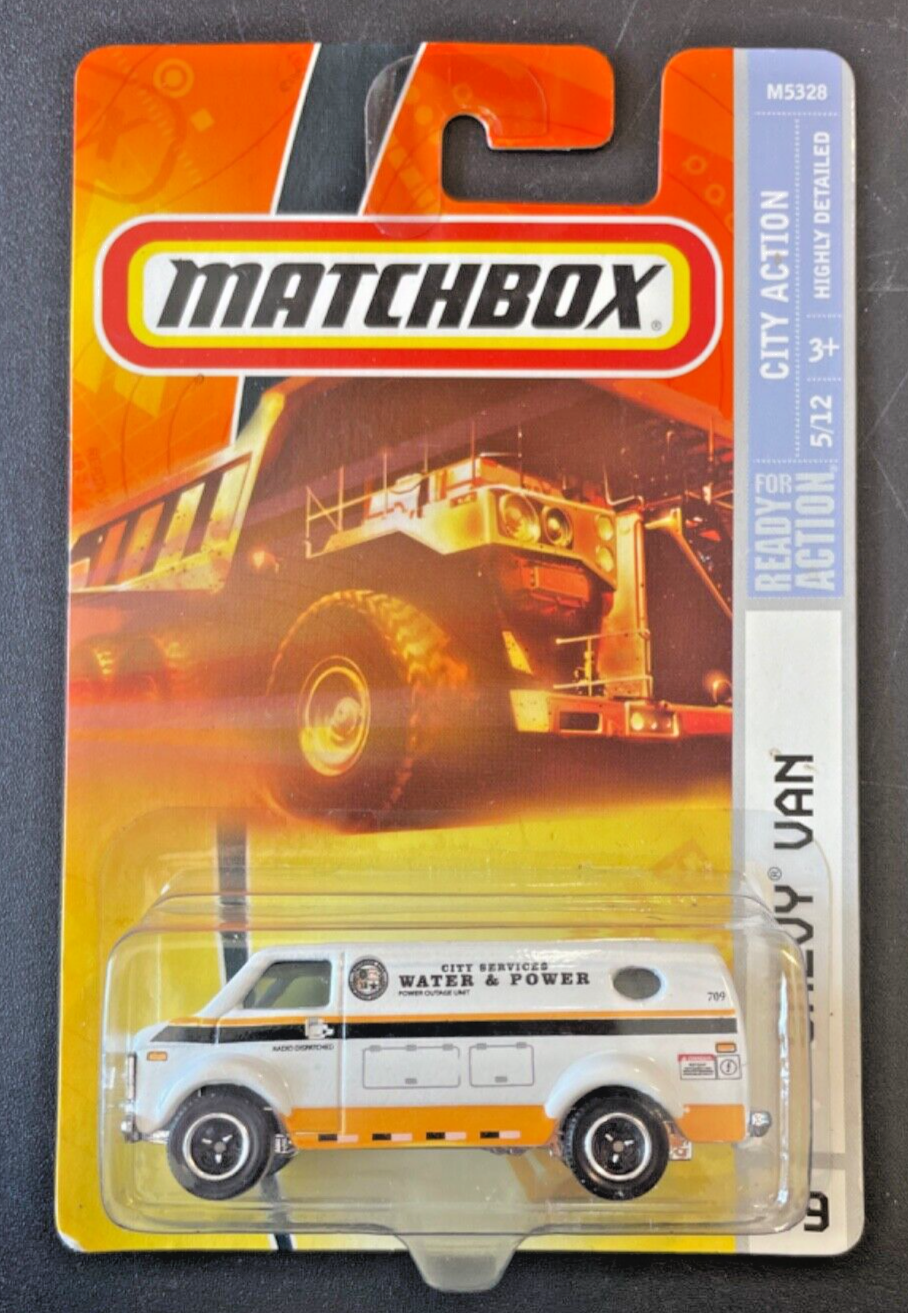 M5328
MATCHBOX®
CITY ACTION
HIGHLY DETAILED
3+
5/12
READY FOR
ACTION®
VAN
9
CITY SERVICES
WATER & POWER
POWER OUTAGE UNIT
709
RADIO DISPATCHED